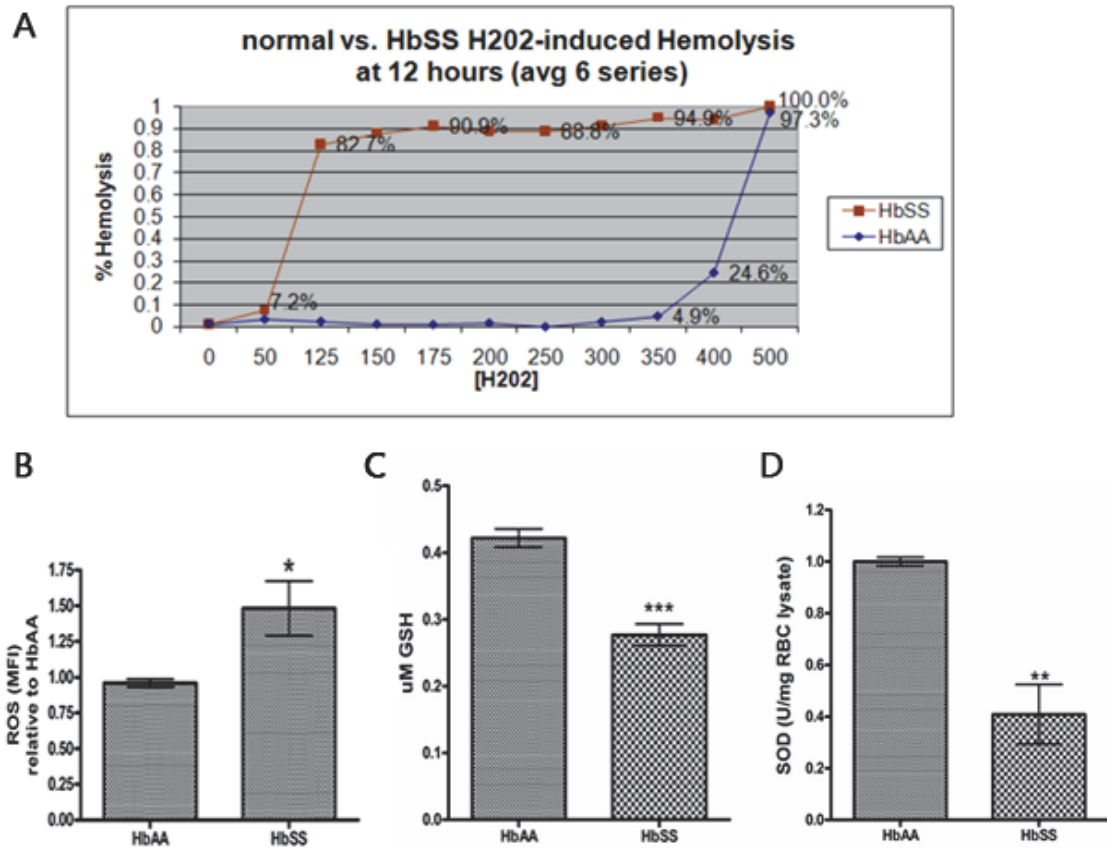 A
normal vs. HbSS H202-induced Hemolysis
at 12 hours (avg 6 series)
% Hemolysis
1
0.9
0.8
0.7
0.6
0.5
0.4
0.3
0.2
0.1
0
7.2%
82.7%
90.9%
88.8%
94.9%
100.0%
97.3%
24.6%
4.9%
HbSS
HbAA
0 50 125 150 175 200 250 300 350 400 500
[H202]
B
ROS (MFI)
relative to HbAA
1.75
1.50
1.25
1.00
0.75
0.50
0.25
0.00
*
HbAA HbSS
C
uM GSH
0.5
0.4
0.3
0.2
0.1
0.0
***
HbAA HbSS
D
SOD (U/mg RBC lysate)
1.2
1.0
0.8
0.6
0.4
0.2
0.0
**
HbAA HbSS